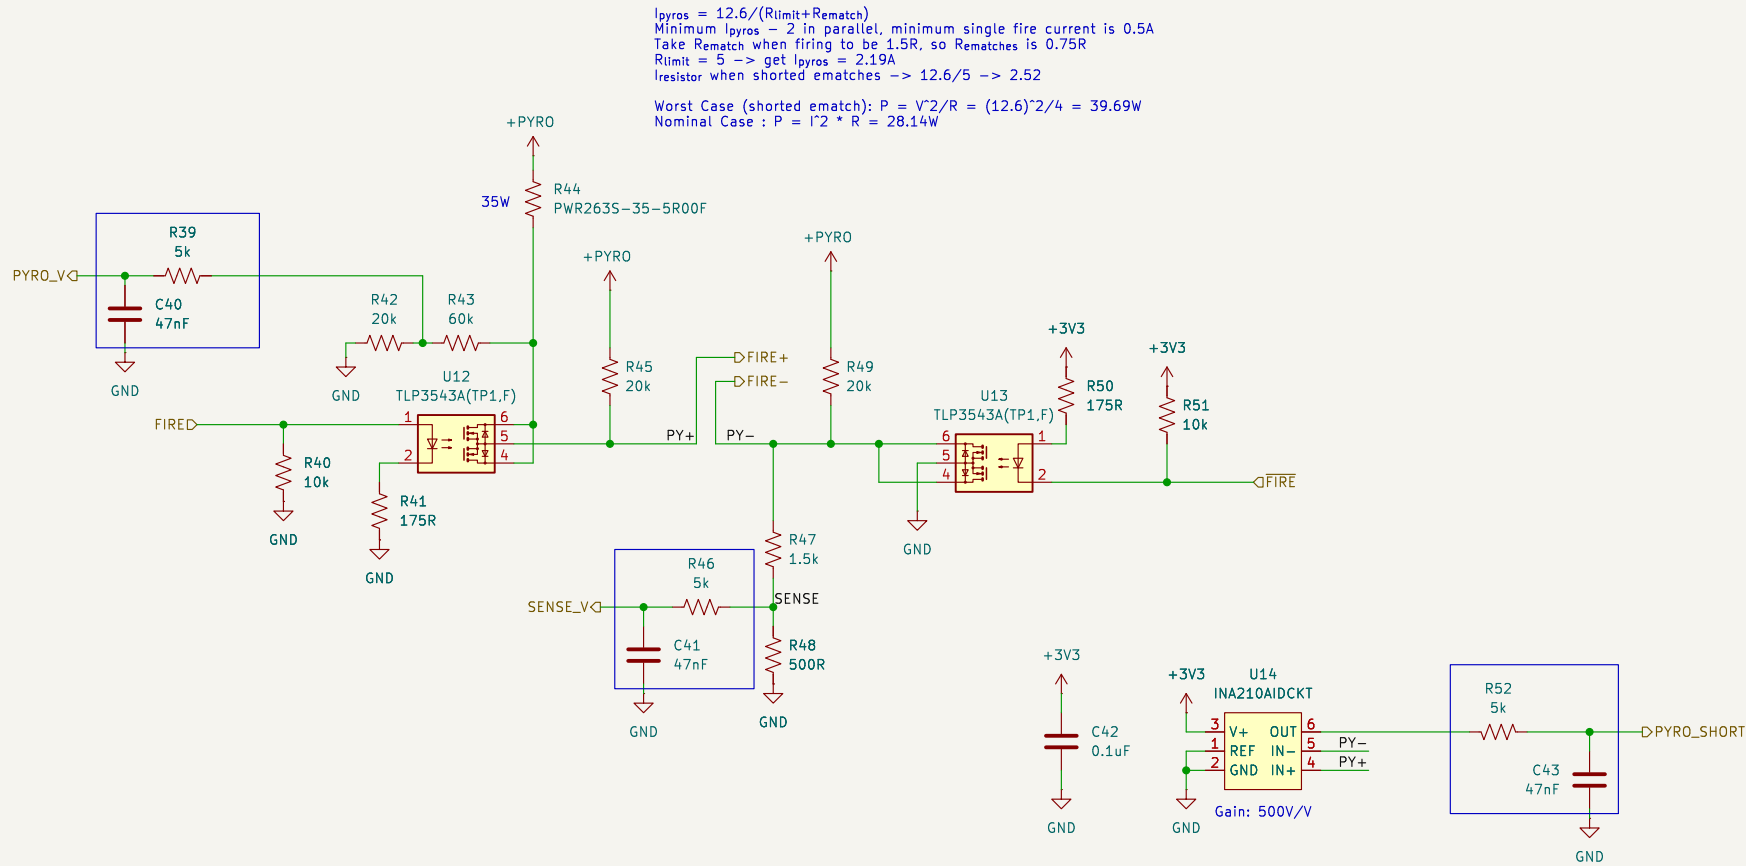 Ipyros = 12.6/(Rlimit+Rematch)
Minimum Ipyros - 2 in parallel, minimum single fire current is 0.5A
Take Rematch when firing to be 1.5R, so Rematches is 0.75R
Rlimit = 5 -> get Ipyros = 2.19A
Iresistor when shorted ematches -> 12.6/5 -> 2.52
Worst Case (shorted ematch): P = V^2/R = (12.6)^2/4 = 39.69W
Nominal Case : P = I^2 * R = 28.14W
+PYRO
35W
R44
PWR263S-35-5R00F
R39
5k
PYRO_V
C40
47nF
GND
R42
20k
R43
60k
GND
+PYRO
R45
20k
+PYRO
R49
20k
FIRE+
FIRE-
PY+
PY-
U12
TLP3543A(TP1,F)
1
2
6
5
4
FIRE
R40
10k
GND
R41
175R
GND
U13
TLP3543A(TP1,F)
6
5
4
1
2
GND
+3V3
R50
175R
+3V3
R51
10k
FIRE
R47
1.5k
SENSE
R46
5k
SENSE_V
C41
47nF
GND
R48
500R
GND
+3V3
C42
0.1uF
GND
+3V3
U14
INA210AIDCKT
3
V+
OUT
6
1
REF
IN-
5
PY-
2
GND
IN+
4
PY+
GND
Gain: 500V/V
R52
5k
PYRO_SHORT
C43
47nF
GND